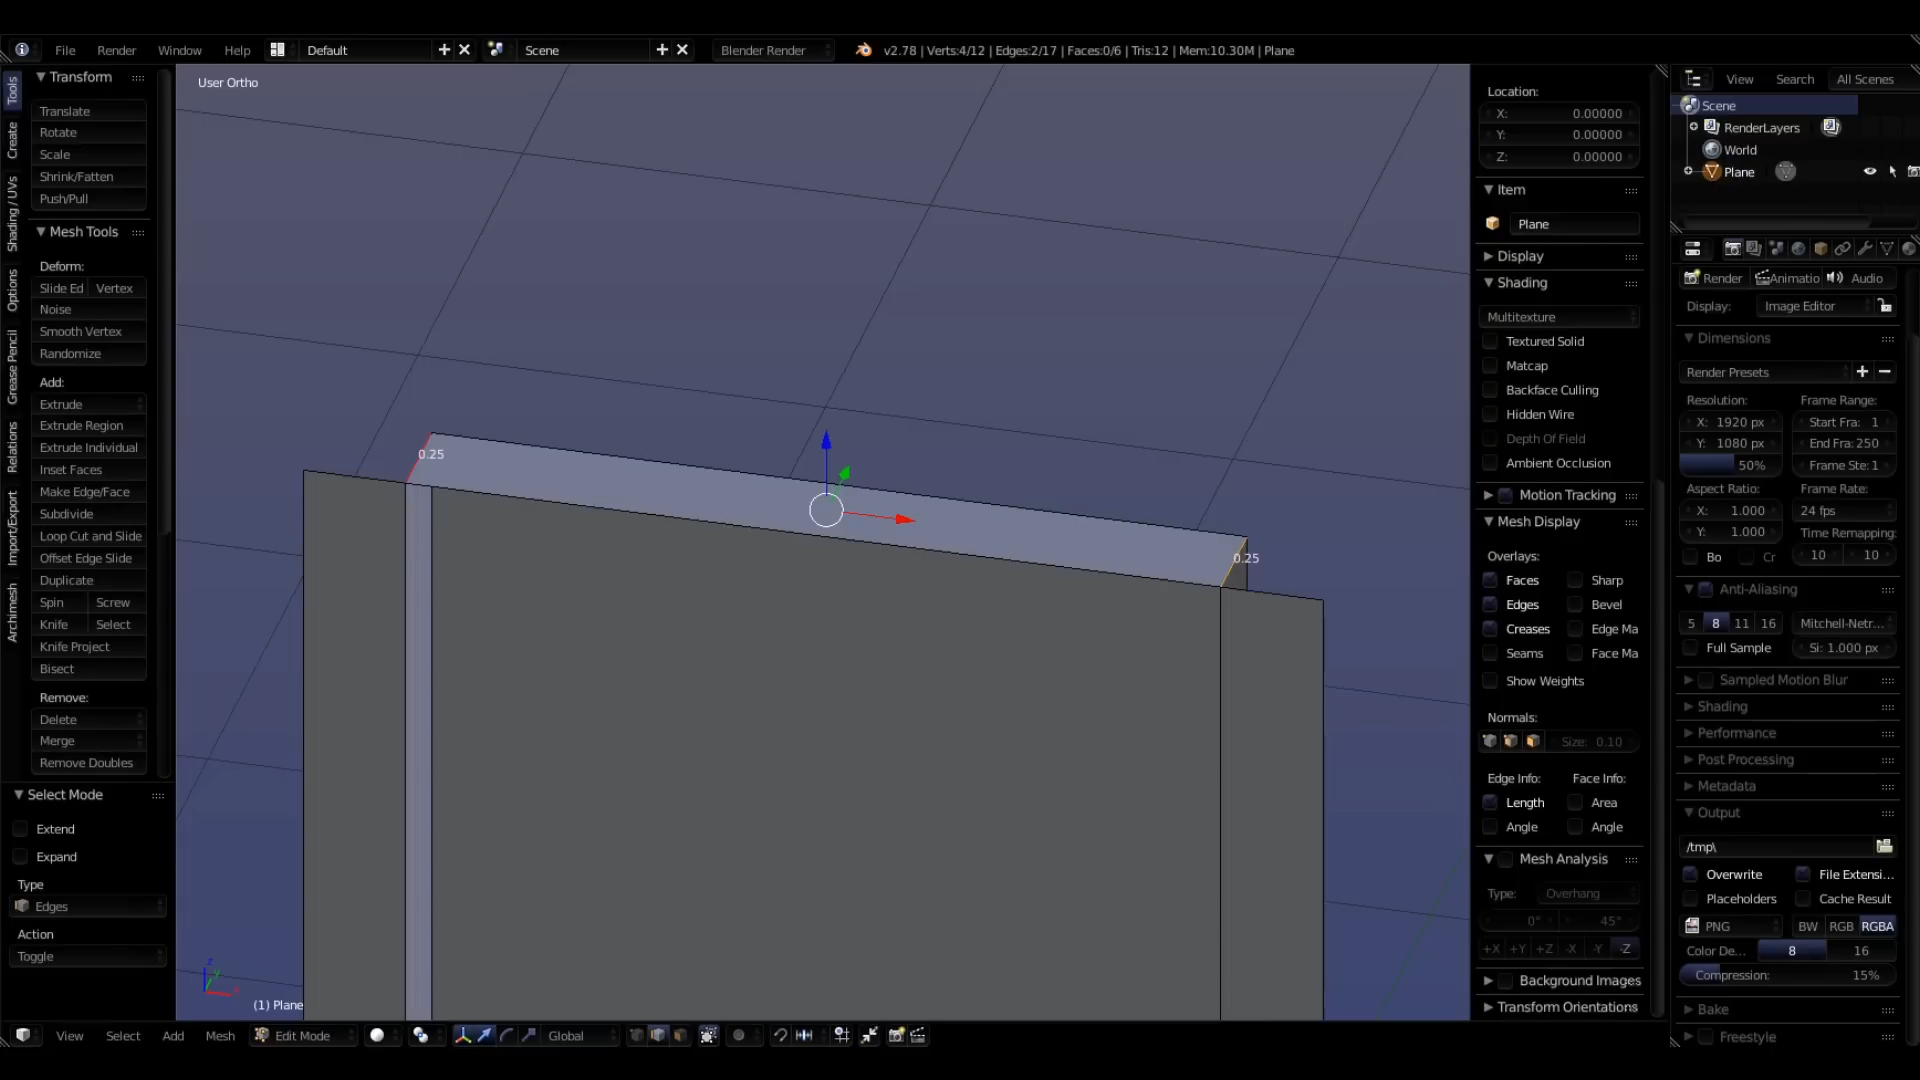 File Render Window Help Default Scene Blender Render v2.78 | Verts:4/12 | Edges:2/17 | Faces:0/6 | Tris:12 | Mem:10.30M | Plane
Tools
Create
Shading / UVs
Options
Grease Pencil
Relations
Import/Export
Archimesh
Transform
Translate
Rotate
Scale
Shrink/Fatten
Push/Pull
Mesh Tools
Deform:
Slide Ed Vertex
Noise
Smooth Vertex
Randomize
Add:
Extrude
Extrude Region
Extrude Individual
Inset Faces
Make Edge/Face
Subdivide
Loop Cut and Slide
Offset Edge Slide
Duplicate
Spin Screw
Knife Select
Knife Project
Bisect
Remove:
Delete
Merge
Remove Doubles
Select Mode
Extend
Expand
Type
Edges
Action
Toggle
User Ortho
0.25
0.25
z
y
x
(1) Plane
View Select Add Mesh Edit Mode Global
Location:
X: 0.00000
Y: 0.00000
Z: 0.00000
Item
Plane
Display
Shading
Multitexture
Textured Solid
Matcap
Backface Culling
Hidden Wire
Depth Of Field
Ambient Occlusion
Motion Tracking
Mesh Display
Overlays:
Faces Sharp
Edges Bevel
Creases Edge Ma
Seams Face Ma
Show Weights
Normals:
Size: 0.10
Edge Info: Face Info:
Length Area
Angle Angle
Mesh Analysis
Type: Overhang
0° 45°
+X +Y +Z -X -Y -Z
Background Images
Transform Orientations
View Search All Scenes
Scene
RenderLayers
World
Plane
Render Animatio Audio
Display: Image Editor
Dimensions
Render Presets
Resolution: Frame Range:
X: 1920 px Start Fra: 1
Y: 1080 px End Fra: 250
50% Frame Ste: 1
Aspect Ratio: Frame Rate:
X: 1.000 24 fps
Y: 1.000 Time Remapping:
Bo Cr 10 10
Anti-Aliasing
5 8 11 16 Mitchell-Netr...
Full Sample Si: 1.000 px
Sampled Motion Blur
Shading
Performance
Post Processing
Metadata
Output
/tmp\
Overwrite File Extensi...
Placeholders Cache Result
PNG BW RGB RGBA
Color De... 8 16
Compression: 15%
Bake
Freestyle